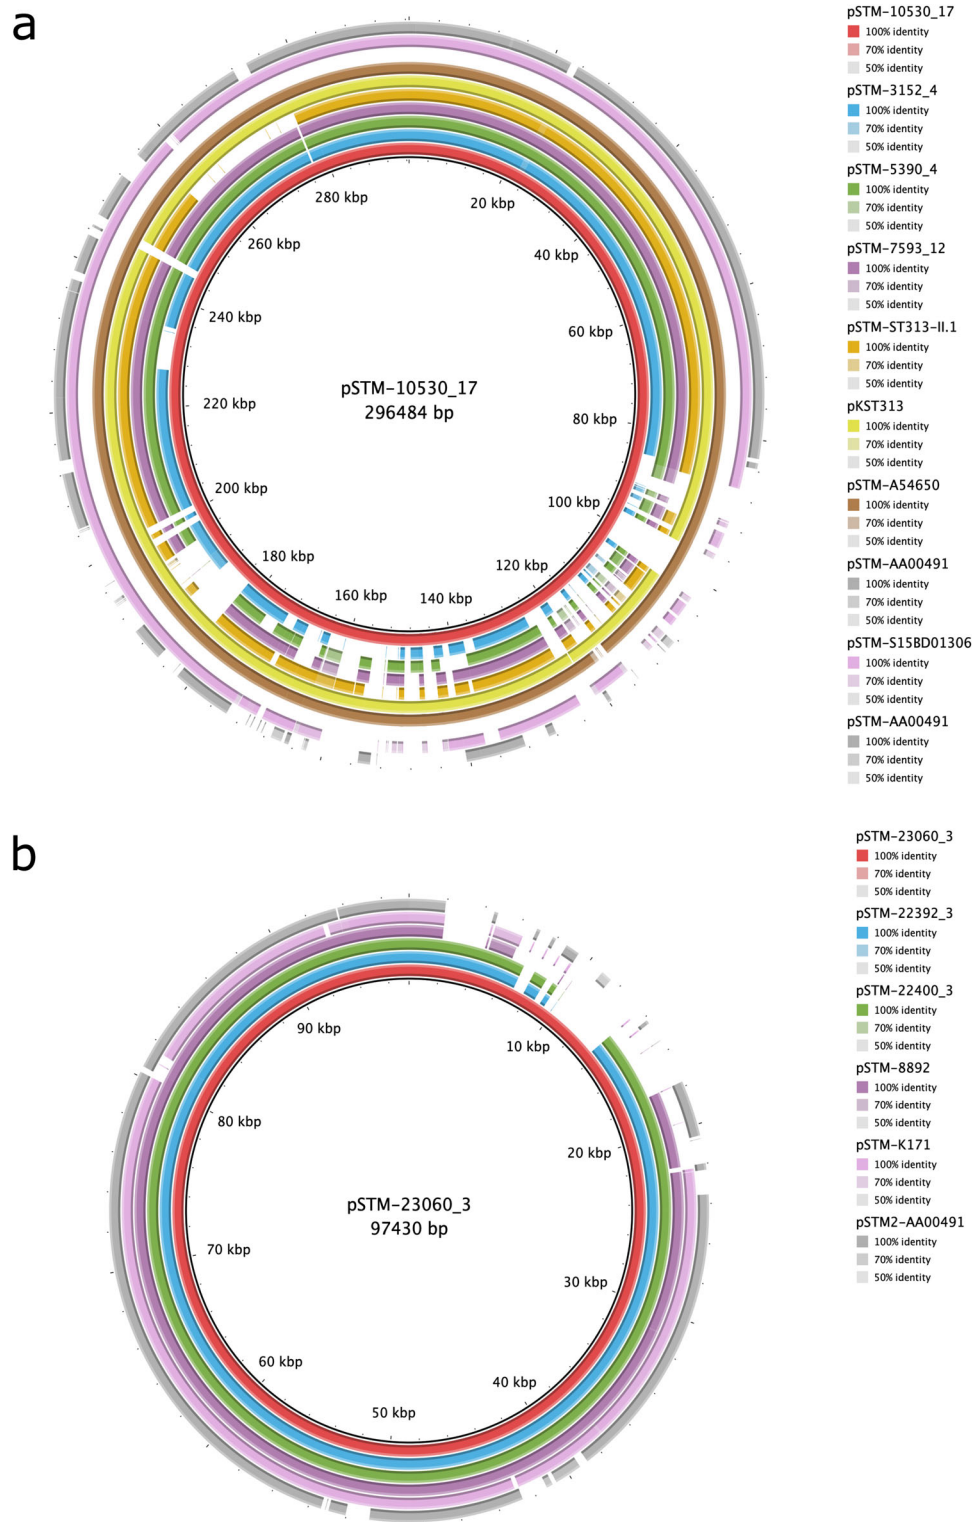 a
pSTM-10530_17
100% identity
70% identity
50% identity
pSTM-3152_4
100% identity
70% identity
50% identity
pSTM-5390_4
100% identity
70% identity
50% identity
pSTM-7593_12
100% identity
70% identity
50% identity
pSTM-ST313-II.1
100% identity
70% identity
50% identity
pKST313
100% identity
70% identity
50% identity
pSTM-A54650
100% identity
70% identity
50% identity
pSTM-AA00491
100% identity
70% identity
50% identity
pSTM-S15BD01306
100% identity
70% identity
50% identity
pSTM-AA00491
100% identity
70% identity
50% identity
20 kbp
40 kbp
60 kbp
80 kbp
100 kbp
120 kbp
140 kbp
160 kbp
180 kbp
200 kbp
220 kbp
240 kbp
260 kbp
280 kbp
pSTM-10530_17
296484 bp
b
pSTM-23060_3
100% identity
70% identity
50% identity
pSTM-22392_3
100% identity
70% identity
50% identity
pSTM-22400_3
100% identity
70% identity
50% identity
pSTM-8892
100% identity
70% identity
50% identity
pSTM-K171
100% identity
70% identity
50% identity
pSTM2-AA00491
100% identity
70% identity
50% identity
10 kbp
20 kbp
30 kbp
40 kbp
50 kbp
60 kbp
70 kbp
80 kbp
90 kbp
pSTM-23060_3
97430 bp